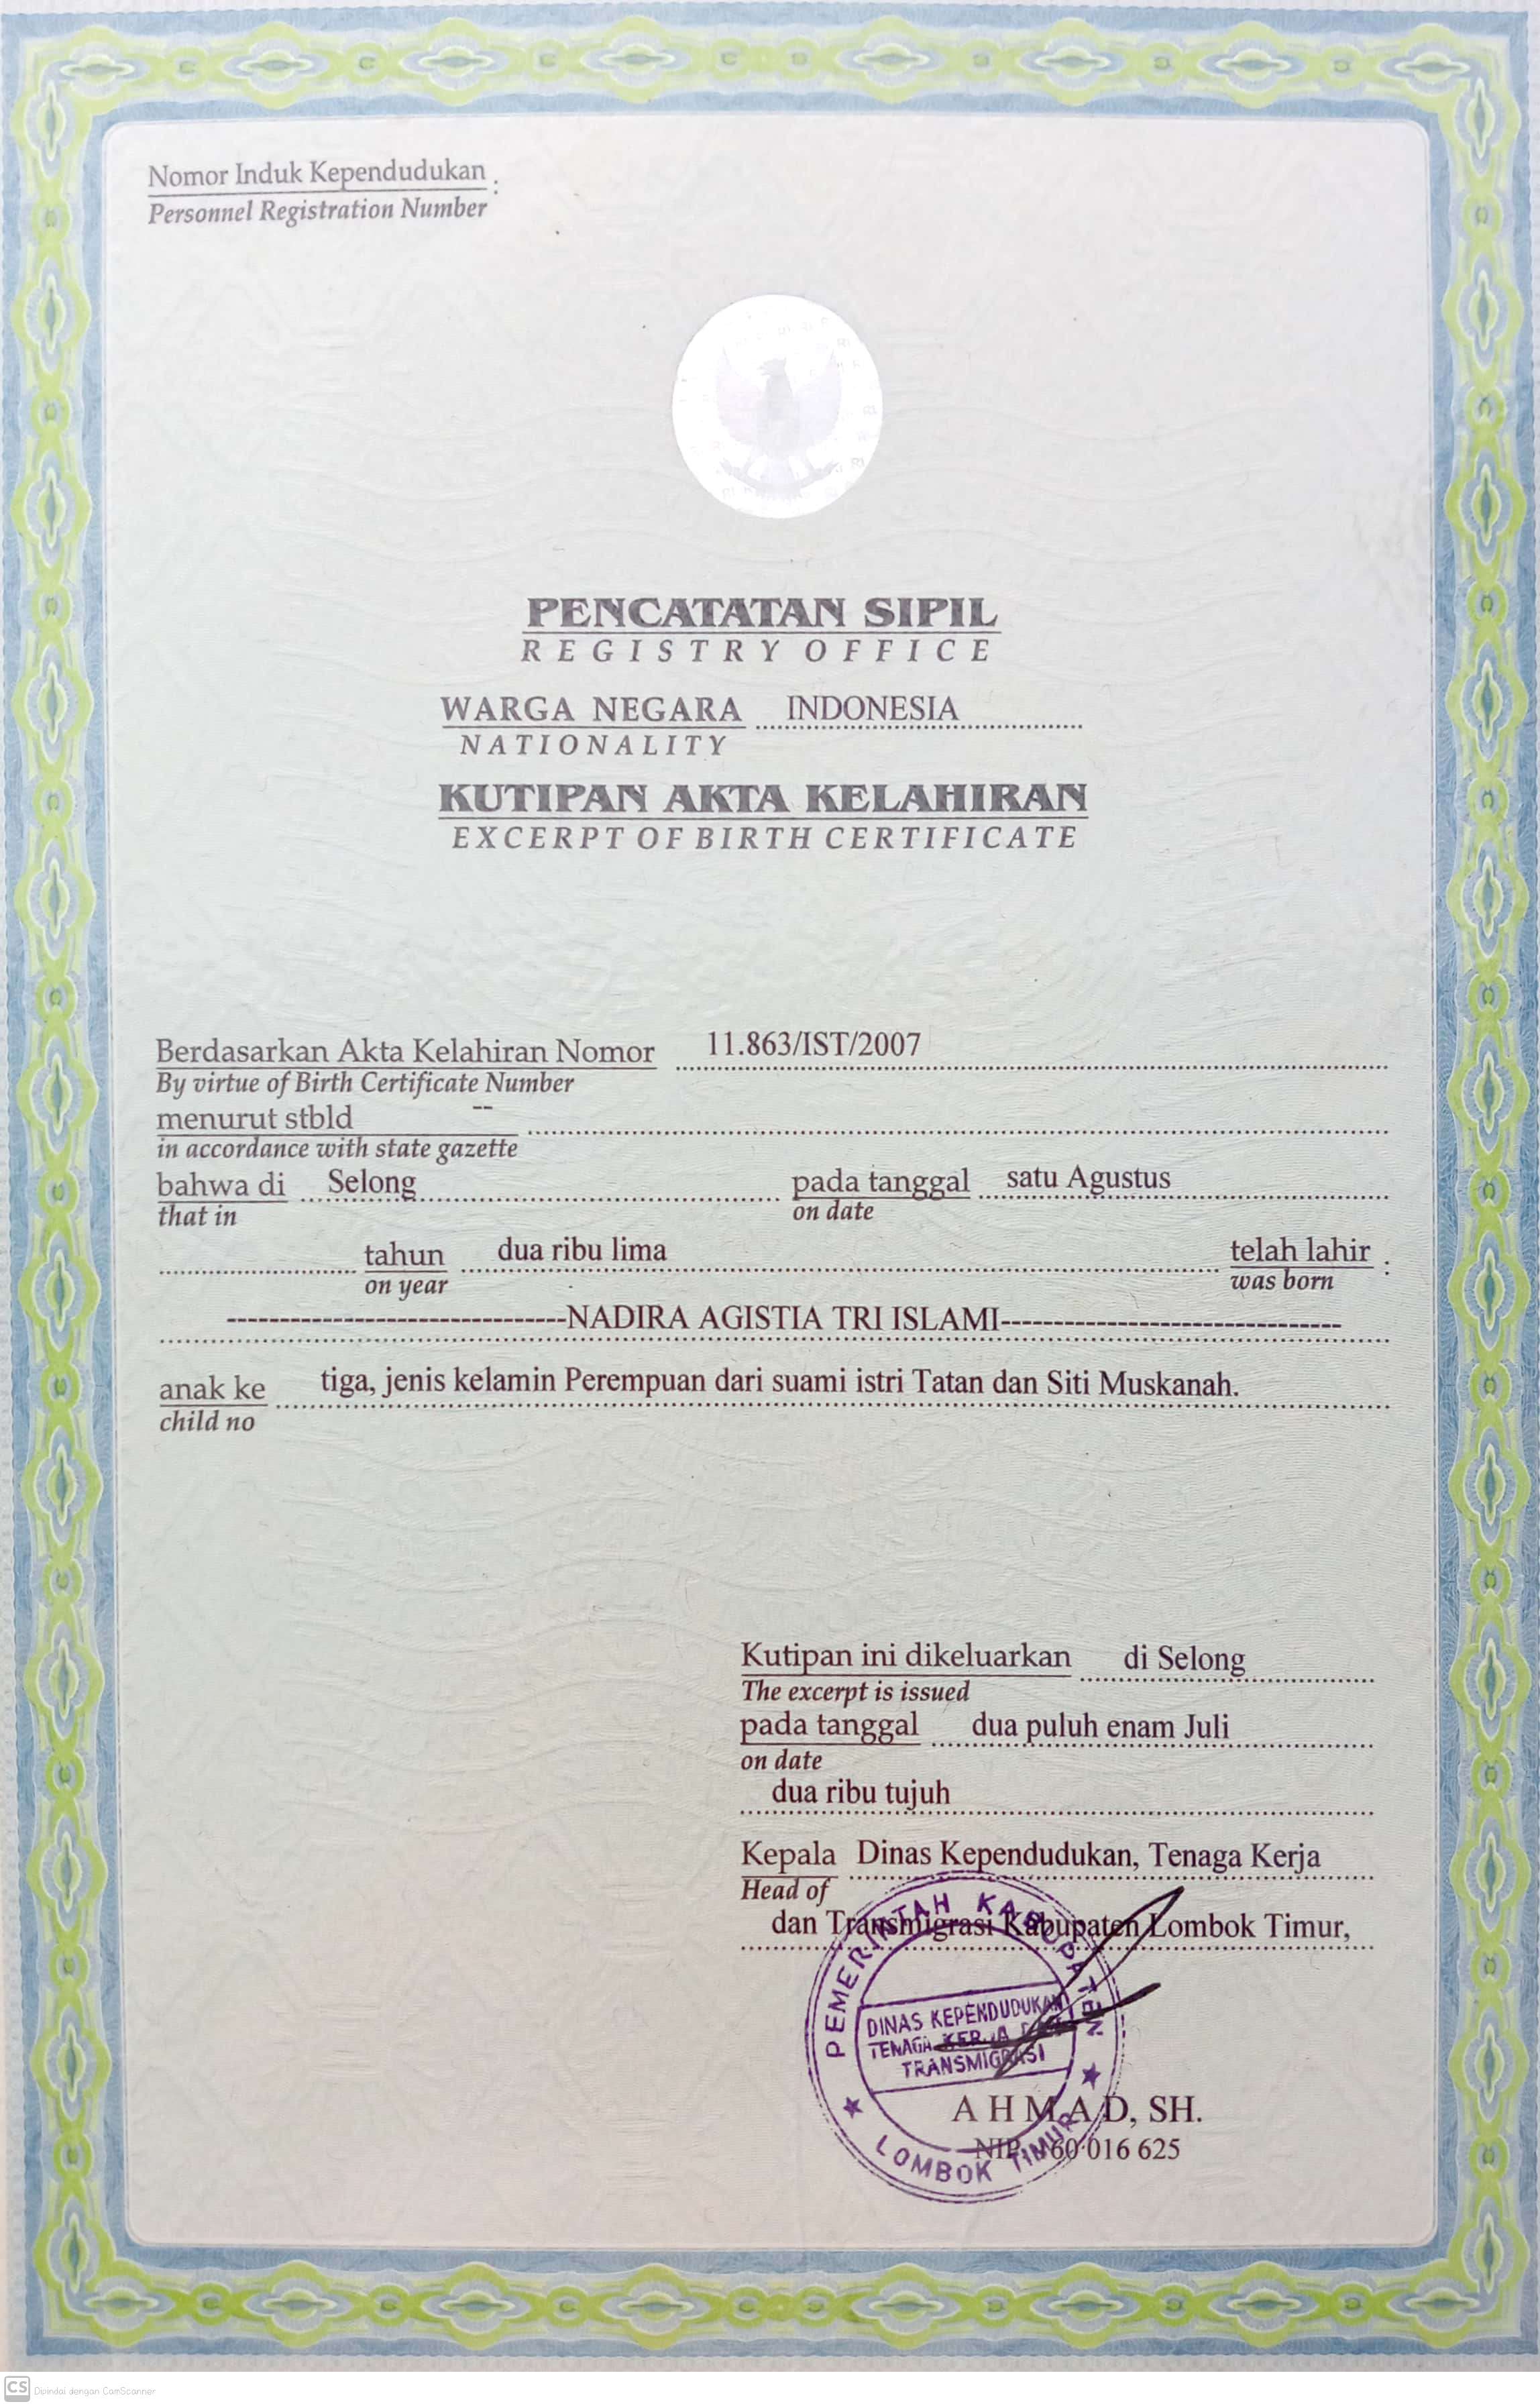 Nomor Induk Kependudukan :
Personnel Registration Number
PENCATATAN SIPIL
REGISTRY OFFICE
WARGA NEGARA INDONESIA
NATIONALITY
KUTIPAN AKTA KELAHIRAN
EXCERPT OF BIRTH CERTIFICATE
Berdasarkan Akta Kelahiran Nomor 11.863/IST/2007
By virtue of Birth Certificate Number
menurut stbld --
in accordance with state gazette
bahwa di Selong pada tanggal satu Agustus
that in on date
tahun dua ribu lima telah lahir :
on year was born
NADIRA AGISTIA TRI ISLAMI
anak ke tiga, jenis kelamin Perempuan dari suami istri Tatan dan Siti Muskanah.
child no
Kutipan ini dikeluarkan di Selong
The excerpt is issued
pada tanggal dua puluh enam Juli
on date
dua ribu tujuh
Kepala Dinas Kependudukan, Tenaga Kerja
Head of
dan Transmigrasi Kabupaten Lombok Timur,
PEMERINTAH KABUPATEN
DINAS KEPENDUDUKAN
TENAGA KERJA
TRANSMIGRASI
LOMBOK TIMUR
A H M A D, SH.
NIP. 016 625
CS Dipindai dengan CamScanner